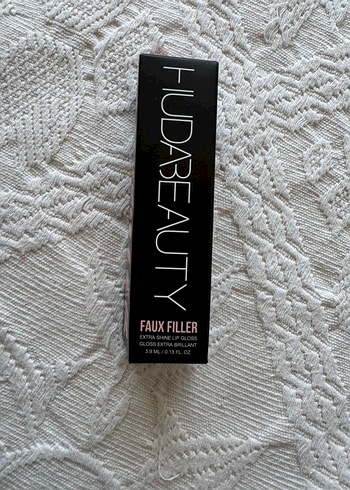 HUDABEAUTY
FAUX FILLER
EXTRA SHINE LIP GLOSS
GLOSS EXTRA BRILLANT
3.9 ML / 0.13 FL. OZ